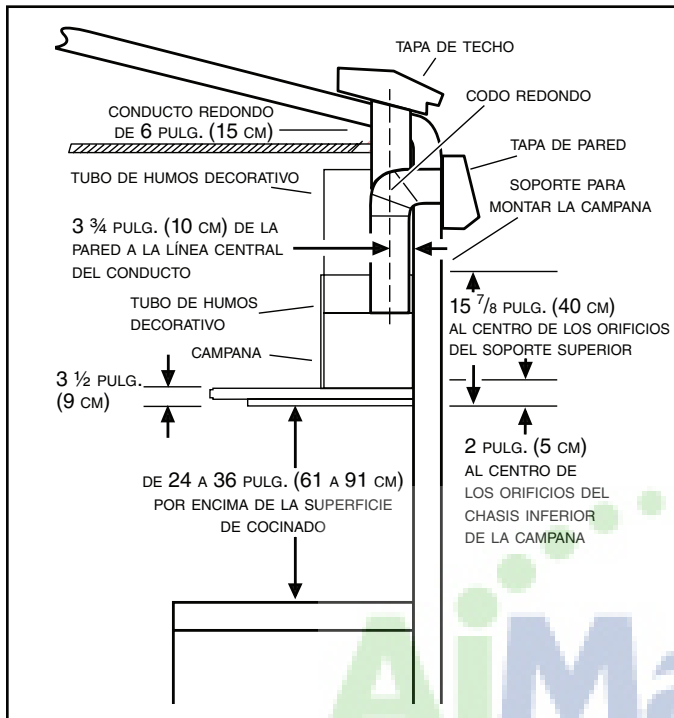 TAPA DE TECHO
CODO REDONDO
CONDUCTO REDONDO
DE 6 PULG. (15 CM)
TAPA DE PARED
TUBO DE HUMOS DECORATIVO
SOPORTE PARA
MONTAR LA CAMPANA
3 ¾ PULG. (10 CM) DE LA
PARED A LA LÍNEA CENTRAL
DEL CONDUCTO
TUBO DE HUMOS
DECORATIVO
15 7/8 PULG. (40 CM)
AL CENTRO DE LOS ORIFICIOS
DEL SOPORTE SUPERIOR
CAMPANA
3 ½ PULG.
(9 CM)
2 PULG. (5 CM)
AL CENTRO DE
LOS ORIFICIOS DEL
CHASIS INFERIOR
DE LA CAMPANA
DE 24 A 36 PULG. (61 A 91 CM)
POR ENCIMA DE LA SUPERFICIE
DE COCINADO
AiMá